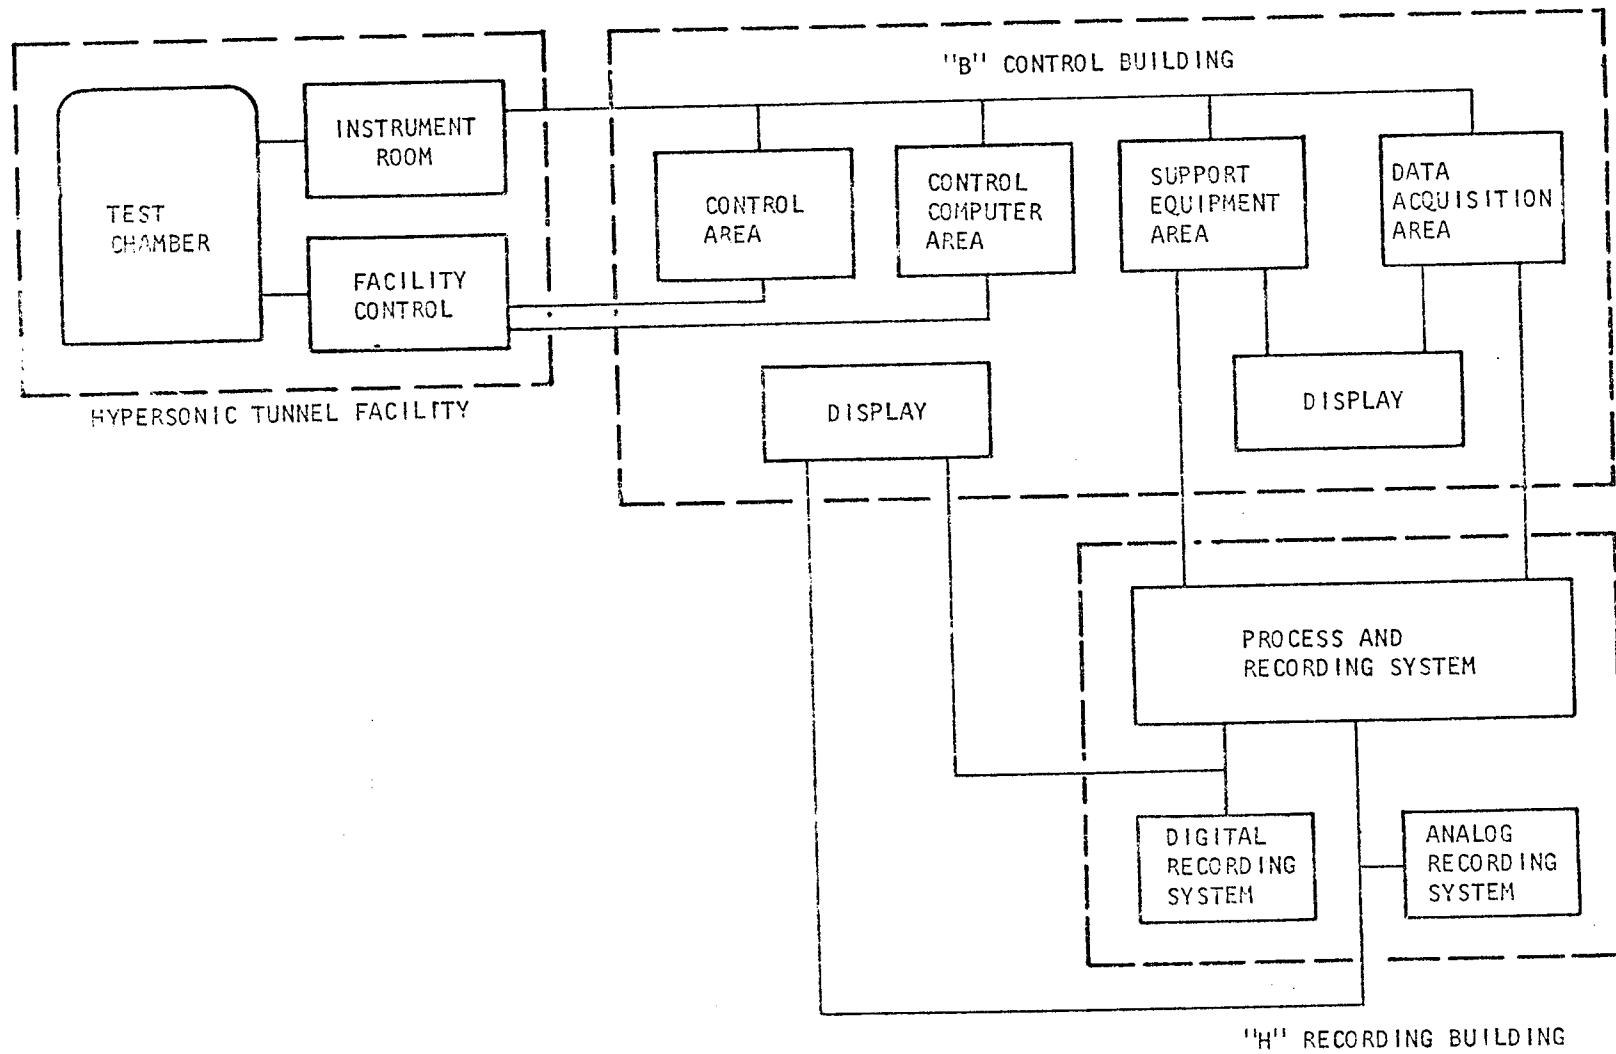 "B" CONTROL BUILDING
INSTRUMENT
ROOM
TEST
CHAMBER
FACILITY
CONTROL
HYPERSONIC TUNNEL FACILITY
CONTROL
AREA
CONTROL
COMPUTER
AREA
SUPPORT
EQUIPMENT
AREA
DATA
ACQUISITION
AREA
DISPLAY
DISPLAY
PROCESS AND
RECORDING SYSTEM
DIGITAL
RECORDING
SYSTEM
ANALOG
RECORDING
SYSTEM
"H" RECORDING BUILDING